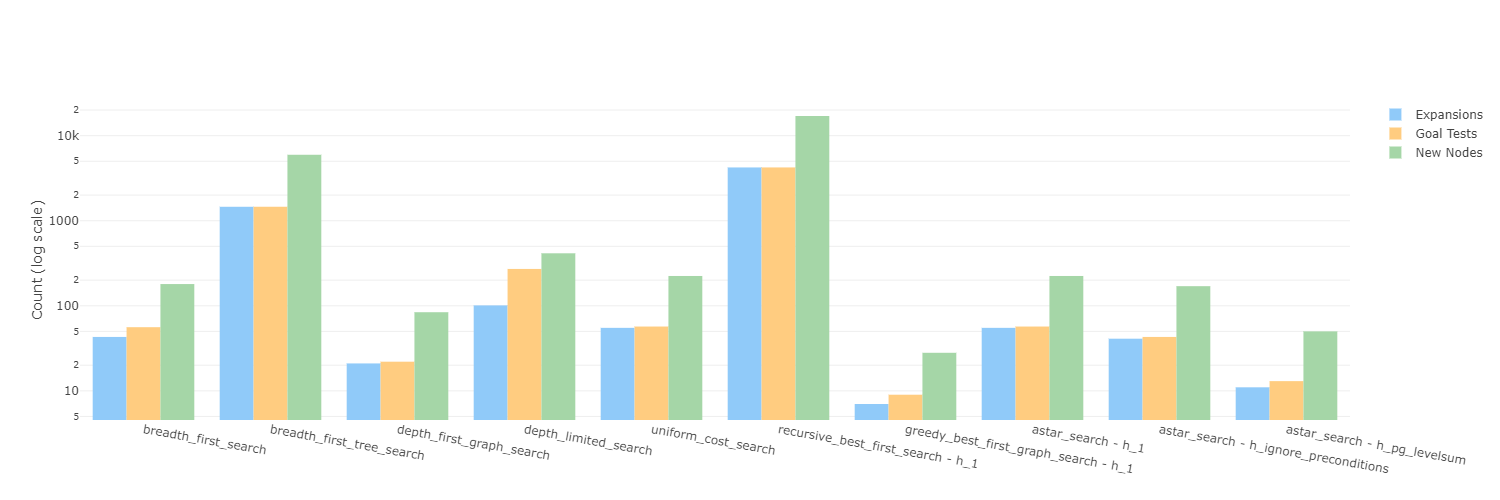 2
10k
5
2
1000
5
2
100
5
2
10
5
Count (log scale)
breadth_first_search
breadth_first_tree_search
depth_first_graph_search
depth_limited_search
uniform_cost_search
recursive_best_first_search - h_1
greedy_best_first_graph_search - h_1
astar_search - h_1
astar_search - h_ignore_preconditions
astar_search - h_pg_levelsum
Expansions
Goal Tests
New Nodes